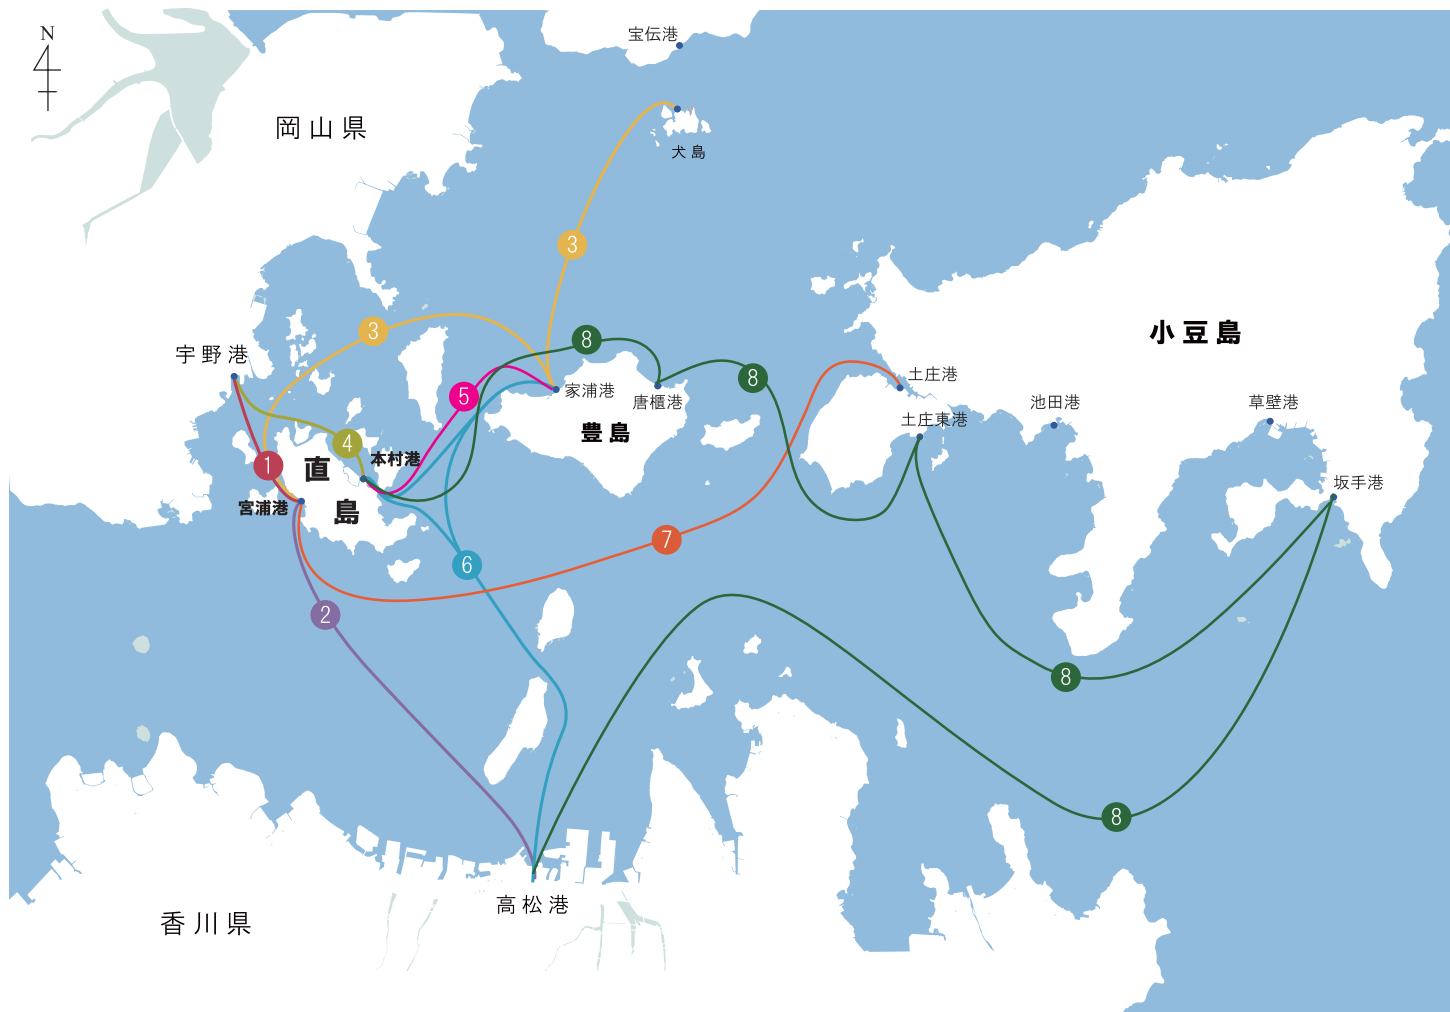 N
宝伝港
岡山県
犬島
3
小豆島
3
8
宇野港
土庄港
8
家浦港
唐櫃港
5
池田港
草壁港
土庄東港
豊島
4
本村港
1
直
島
坂手港
宮浦港
7
6
2
8
8
高松港
香川県